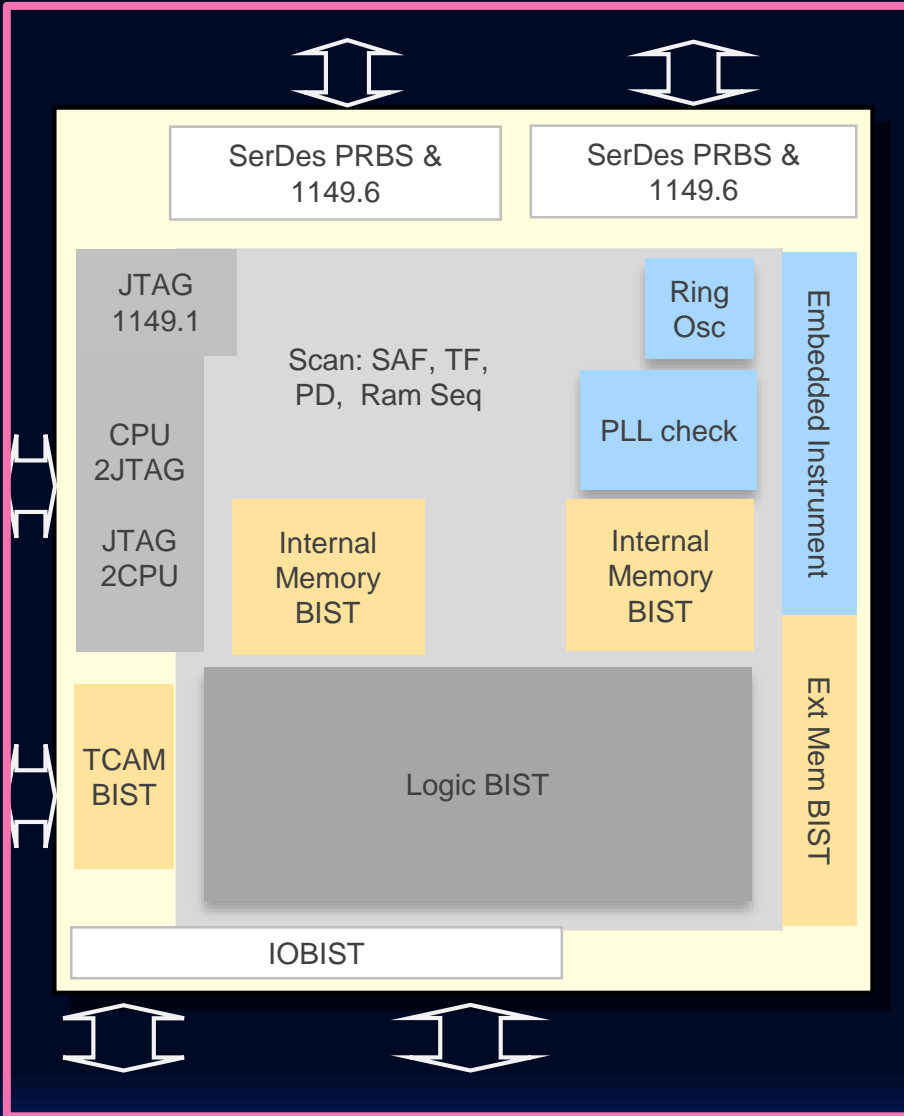 SerDes PRBS &
1149.6
SerDes PRBS &
1149.6
JTAG
1149.1
Scan: SAF, TF,
PD, Ram Seq
Ring
Osc
PLL check
Embedded Instrument
CPU
2JTAG
JTAG
2CPU
Internal
Memory
BIST
Internal
Memory
BIST
TCAM
BIST
Logic BIST
Ext Mem BIST
IOBIST